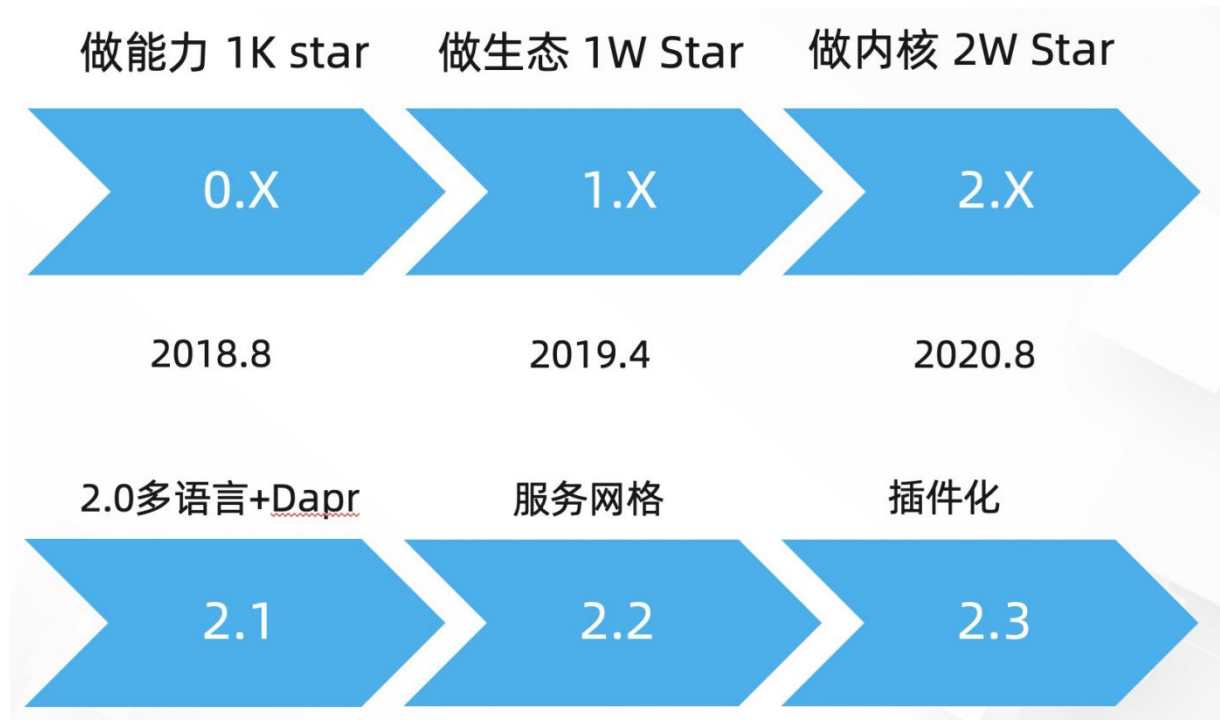 做能力 1K star
做生态 1W Star
做内核 2W Star
0.X
1.X
2.X
2018.8
2019.4
2020.8
2.0多语言+Dapr
服务网格
插件化
2.1
2.2
2.3